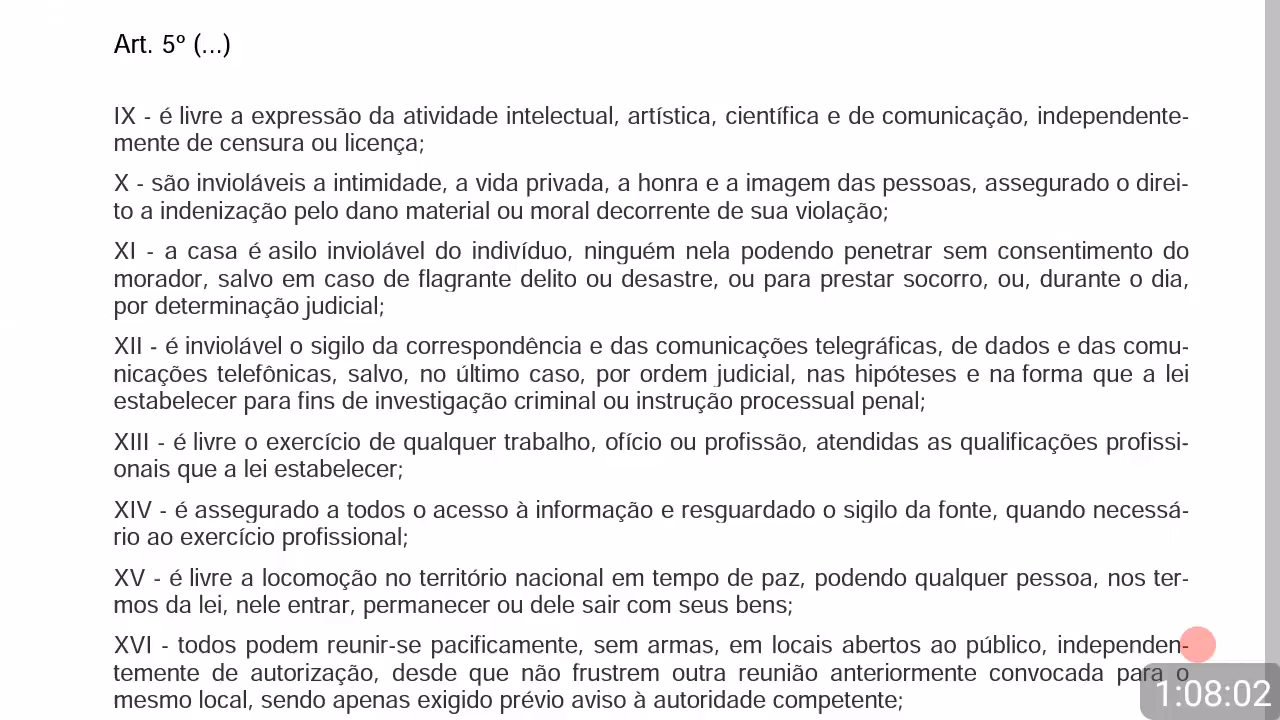 Art. 5º (...)
IX - é livre a expressão da atividade intelectual, artística, científica e de comunicação, independente-
mente de censura ou licença;
X - são invioláveis a intimidade, a vida privada, a honra e a imagem das pessoas, assegurado o direi-
to a indenização pelo dano material ou moral decorrente de sua violação;
XI - a casa é asilo inviolável do indivíduo, ninguém nela podendo penetrar sem consentimento do
morador, salvo em caso de flagrante delito ou desastre, ou para prestar socorro, ou, durante o dia,
por determinação judicial;
XII - é inviolável o sigilo da correspondência e das comunicações telegráficas, de dados e das comu-
nicações telefônicas, salvo, no último caso, por ordem judicial, nas hipóteses e na forma que a lei
estabelecer para fins de investigação criminal ou instrução processual penal;
XIII - é livre o exercício de qualquer trabalho, ofício ou profissão, atendidas as qualificações profissi-
onais que a lei estabelecer;
XIV - é assegurado a todos o acesso à informação e resguardado o sigilo da fonte, quando necessá-
rio ao exercício profissional;
XV - é livre a locomoção no território nacional em tempo de paz, podendo qualquer pessoa, nos ter-
mos da lei, nele entrar, permanecer ou dele sair com seus bens;
XVI - todos podem reunir-se pacificamente, sem armas, em locais abertos ao público, independen-
temente de autorização, desde que não frustrem outra reunião anteriormente convocada para o
mesmo local, sendo apenas exigido prévio aviso à autoridade competente;
1:08:02